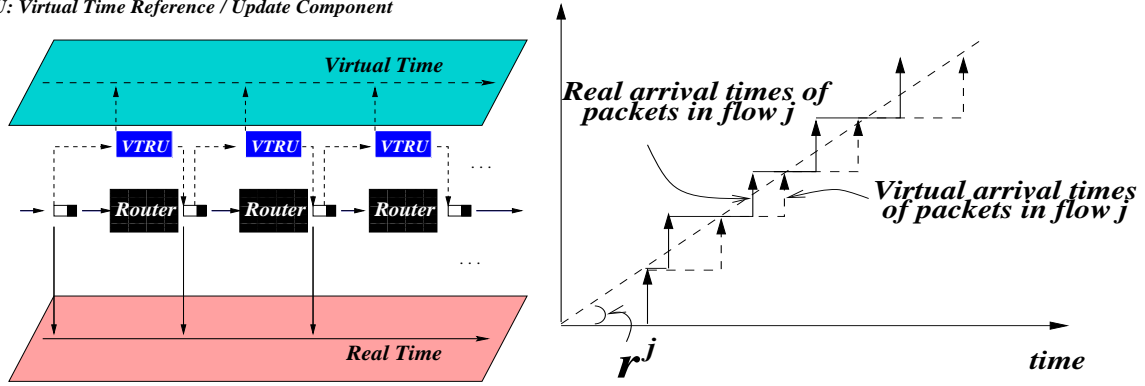 U: Virtual Time Reference / Update Component
Virtual Time
VTRU
VTRU
VTRU
. . .
Router
Router
Router
. . .
Real Time
Real arrival times of
packets in flow j
Virtual arrival times
of packets in flow j
r^j
time